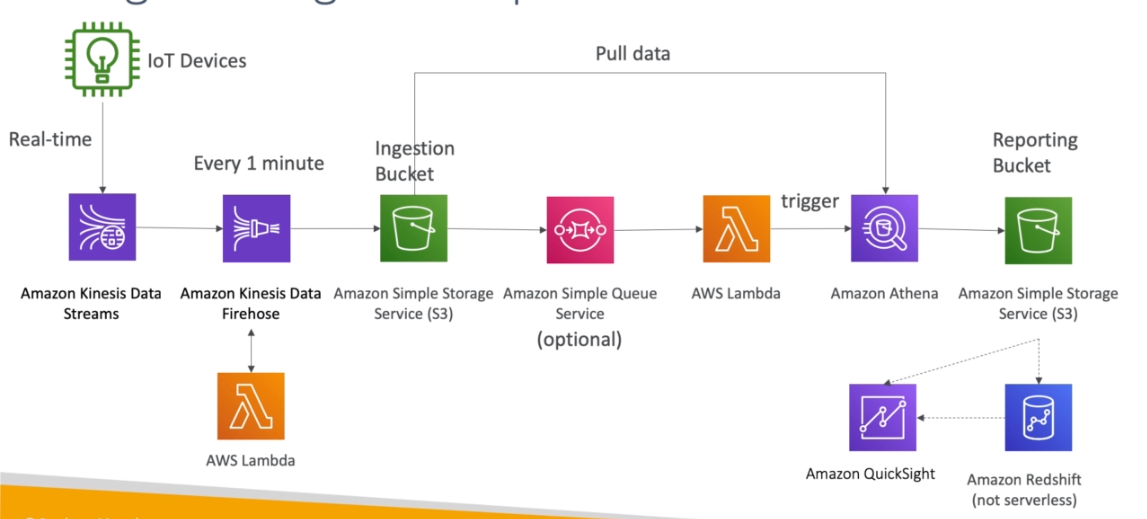 IoT Devices
Pull data
Real-time
Every 1 minute
Ingestion
Bucket
Reporting
Bucket
trigger
Amazon Kinesis Data
Streams
Amazon Kinesis Data
Firehose
Amazon Simple Storage
Service (S3)
Amazon Simple Queue
Service
(optional)
AWS Lambda
Amazon Athena
Amazon Simple Storage
Service (S3)
AWS Lambda
Amazon QuickSight
Amazon Redshift
(not serverless)